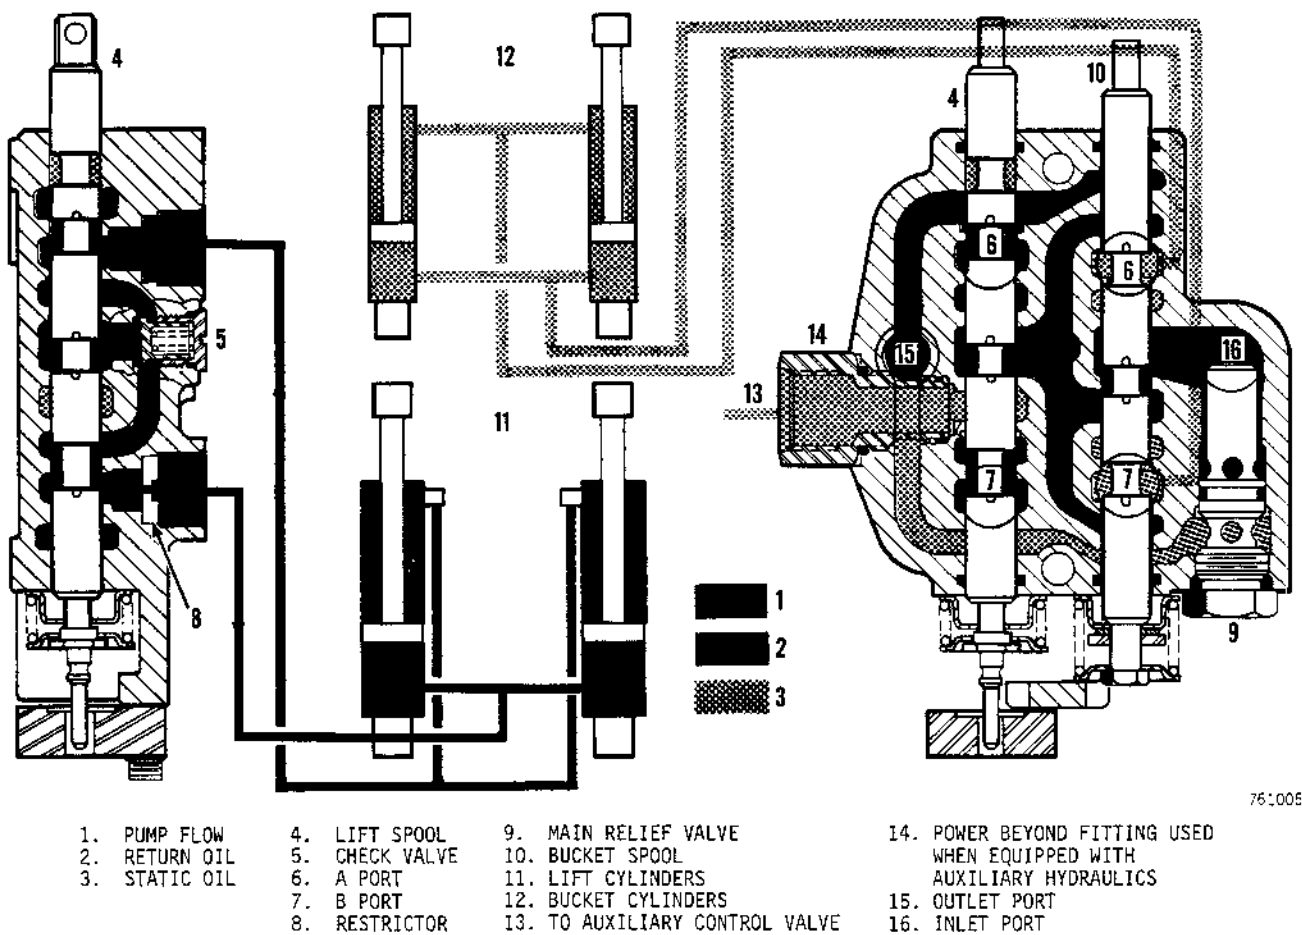 4
12
10
4
6
6
5
14
15
16
13
11
7
7
8
1
2
3
9
1. PUMP FLOW
2. RETURN OIL
3. STATIC OIL
4. LIFT SPOOL
5. CHECK VALVE
6. A PORT
7. B PORT
8. RESTRICTOR
9. MAIN RELIEF VALVE
10. BUCKET SPOOL
11. LIFT CYLINDERS
12. BUCKET CYLINDERS
13. TO AUXILIARY CONTROL VALVE
14. POWER BEYOND FITTING USED
WHEN EQUIPPED WITH
AUXILIARY HYDRAULICS
15. OUTLET PORT
16. INLET PORT